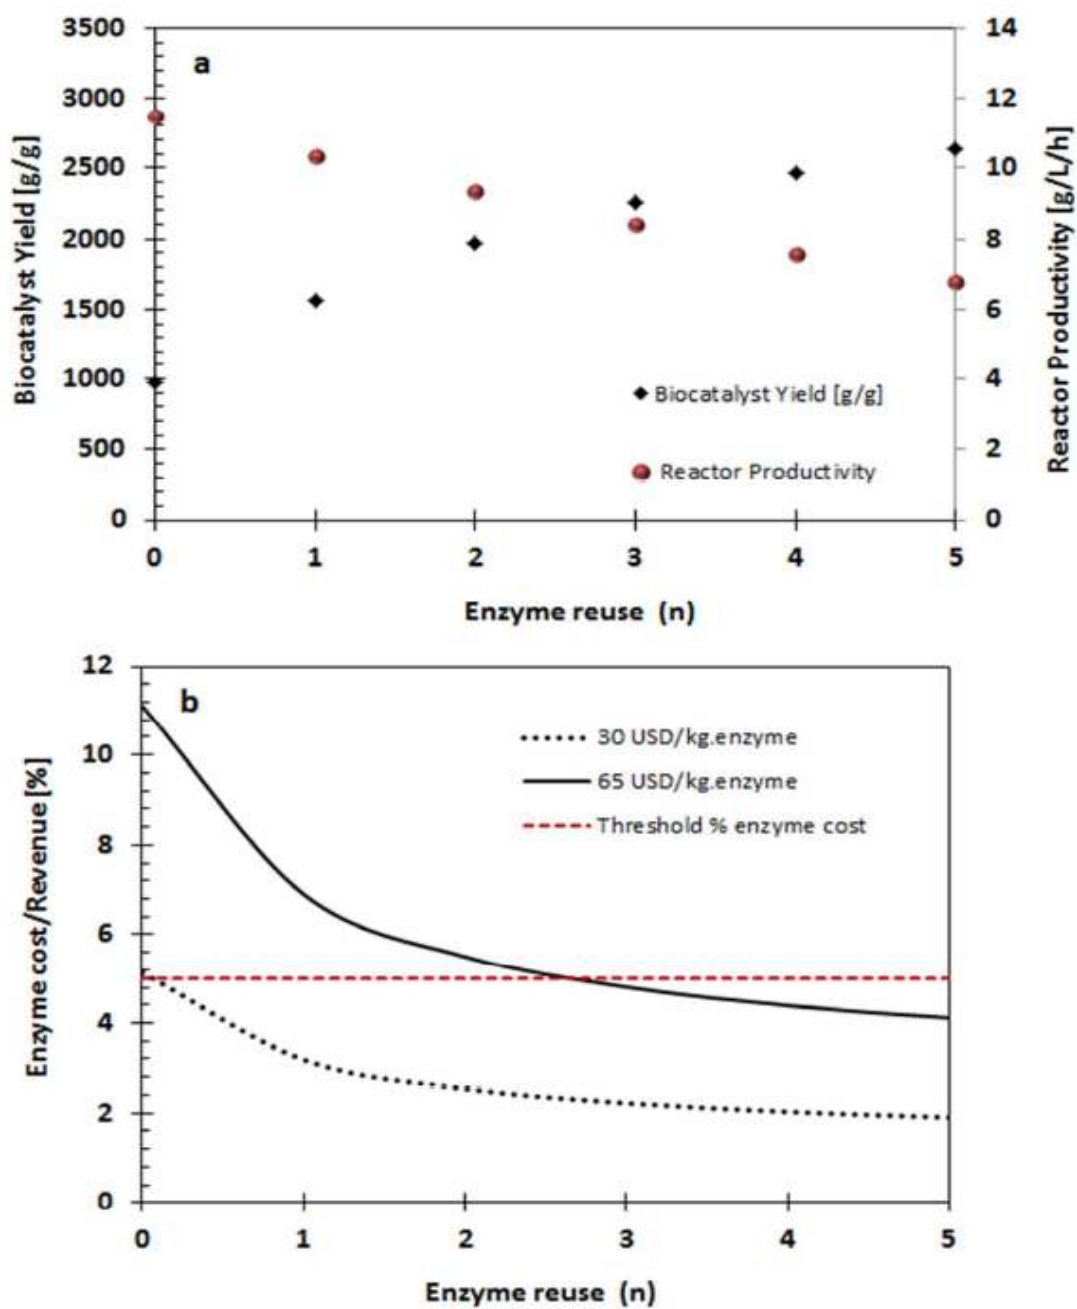 a
Biocatalyst Yield [g/g]
3500
3000
2500
2000
1500
1000
500
0
14
12
10
8
6
4
2
0
Reactor Productivity [g/L/h]
Biocatalyst Yield [g/g]
Reactor Productivity
0 1 2 3 4 5
Enzyme reuse (n)
b
Enzyme cost/Revenue [%]
12
10
8
6
4
2
0
30 USD/kg.enzyme
65 USD/kg.enzyme
Threshold % enzyme cost
0 1 2 3 4 5
Enzyme reuse (n)